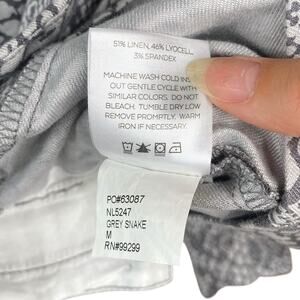 51% LINEN, 46% LYOCELL,
3% SPANDEX
MACHINE WASH COLD INS
OUT GENTLE CYCLE WITH
SIMILAR COLORS. DO NOT
BLEACH. TUMBLE DRY LOW
REMOVE PROMPTLY. WARM
IRON IF NECESSARY.
PO#63087
NL5247
GREY SNAKE
M
RN#99299